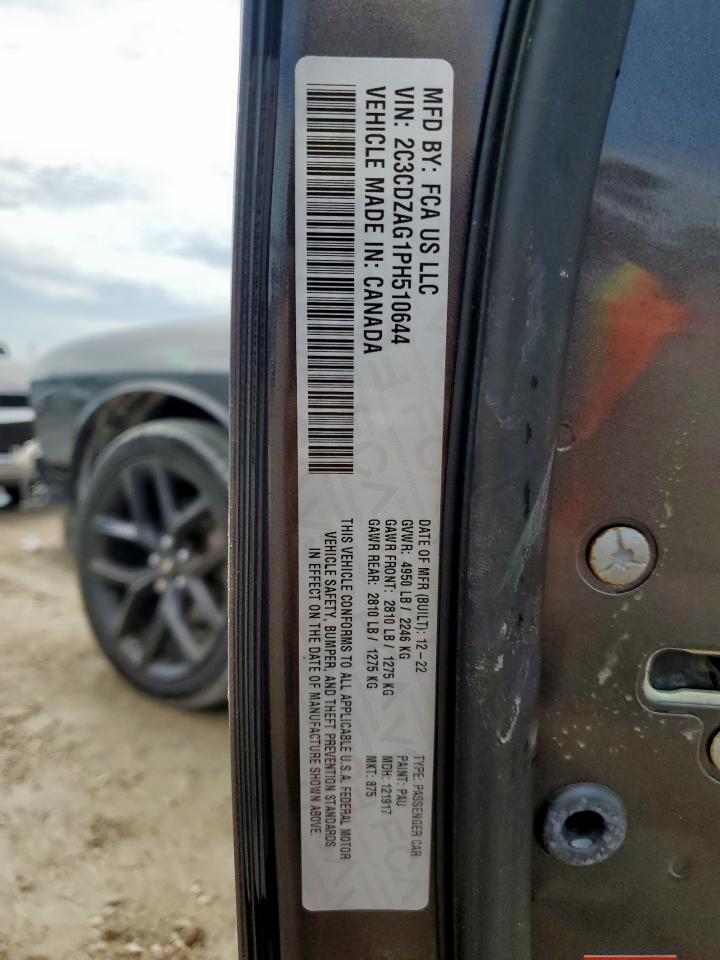 MFD BY: FCA US LLC
VIN: 2C3CDZAG1PH510644
VEHICLE MADE IN: CANADA
DATE OF MFR (BUILT): 12-22
GVWR: 4950 LB / 2246 KG
GAWR FRONT: 2810 LB / 1275 KG
GAWR REAR: 2810 LB / 1275 KG
TYPE: PASSENGER CAR
PAINT: PAU
MDH: 121917
MKT: 875
THIS VEHICLE CONFORMS TO ALL APPLICABLE U.S.A. FEDERAL MOTOR
VEHICLE SAFETY, BUMPER, AND THEFT PREVENTION STANDARDS
IN EFFECT ON THE DATE OF MANUFACTURE SHOWN ABOVE.